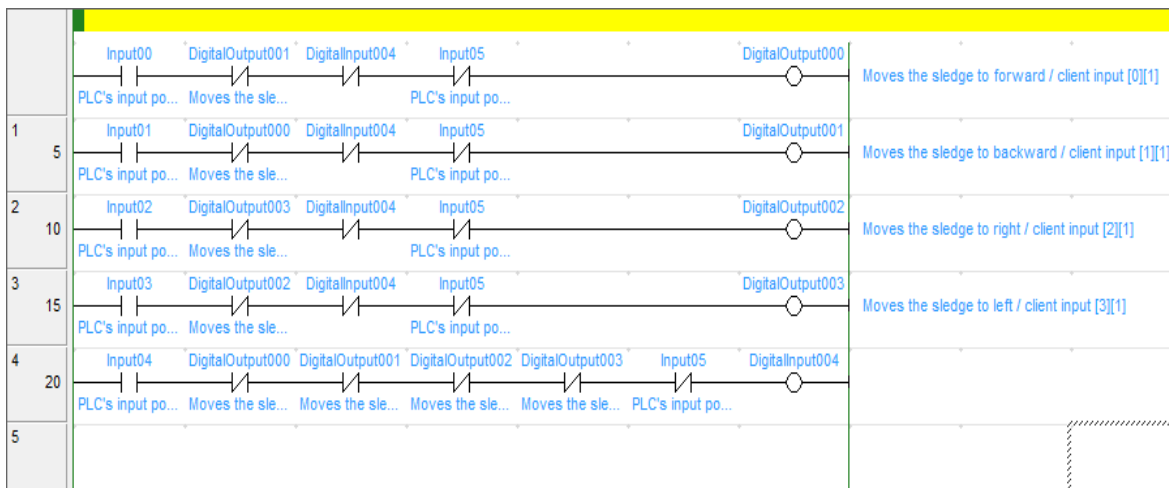 Input00 DigitalOutput001 DigitalInput004 Input05 DigitalOutput000
Moves the sledge to forward / client input [0][1]
PLC's input po... Moves the sle... PLC's input po...
1 Input01 DigitalOutput000 DigitalInput004 Input05 DigitalOutput001
5 Moves the sledge to backward / client input [1][1]
PLC's input po... Moves the sle... PLC's input po...
2 Input02 DigitalOutput003 DigitalInput004 Input05 DigitalOutput002
10 Moves the sledge to right / client input [2][1]
PLC's input po... Moves the sle... PLC's input po...
3 Input03 DigitalOutput002 DigitalInput004 Input05 DigitalOutput003
15 Moves the sledge to left / client input [3][1]
PLC's input po... Moves the sle... PLC's input po...
4 Input04 DigitalOutput000 DigitalOutput001 DigitalOutput002 DigitalOutput003 Input05 DigitalInput004
20
PLC's input po... Moves the sle... Moves the sle... Moves the sle... Moves the sle... PLC's input po...
5